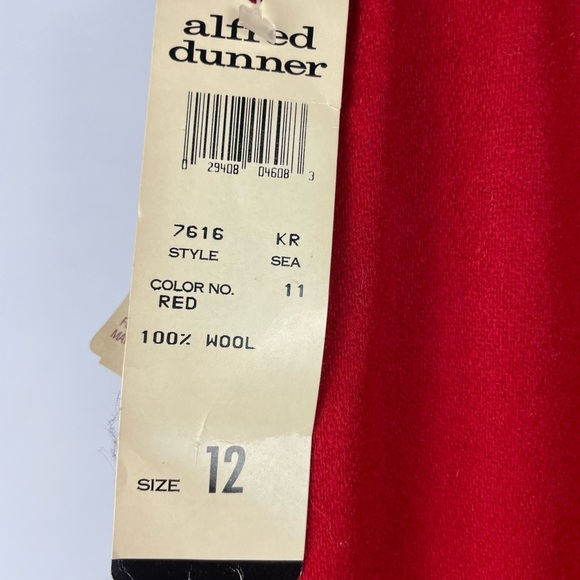 alfred
dunner
0 29408 04608 3
7616 KR
STYLE SEA
COLOR NO. 11
RED
100% WOOL
SIZE 12